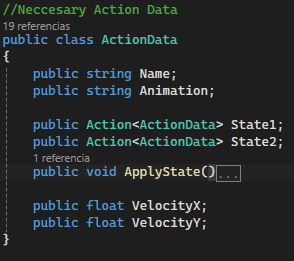 //Neccesary Action Data
19 referencias
public class ActionData
{
public string Name;
public string Animation;
public Action<ActionData> State1;
public Action<ActionData> State2;
1 referencia
public void ApplyState()...
public float VelocityX;
public float VelocityY;
}